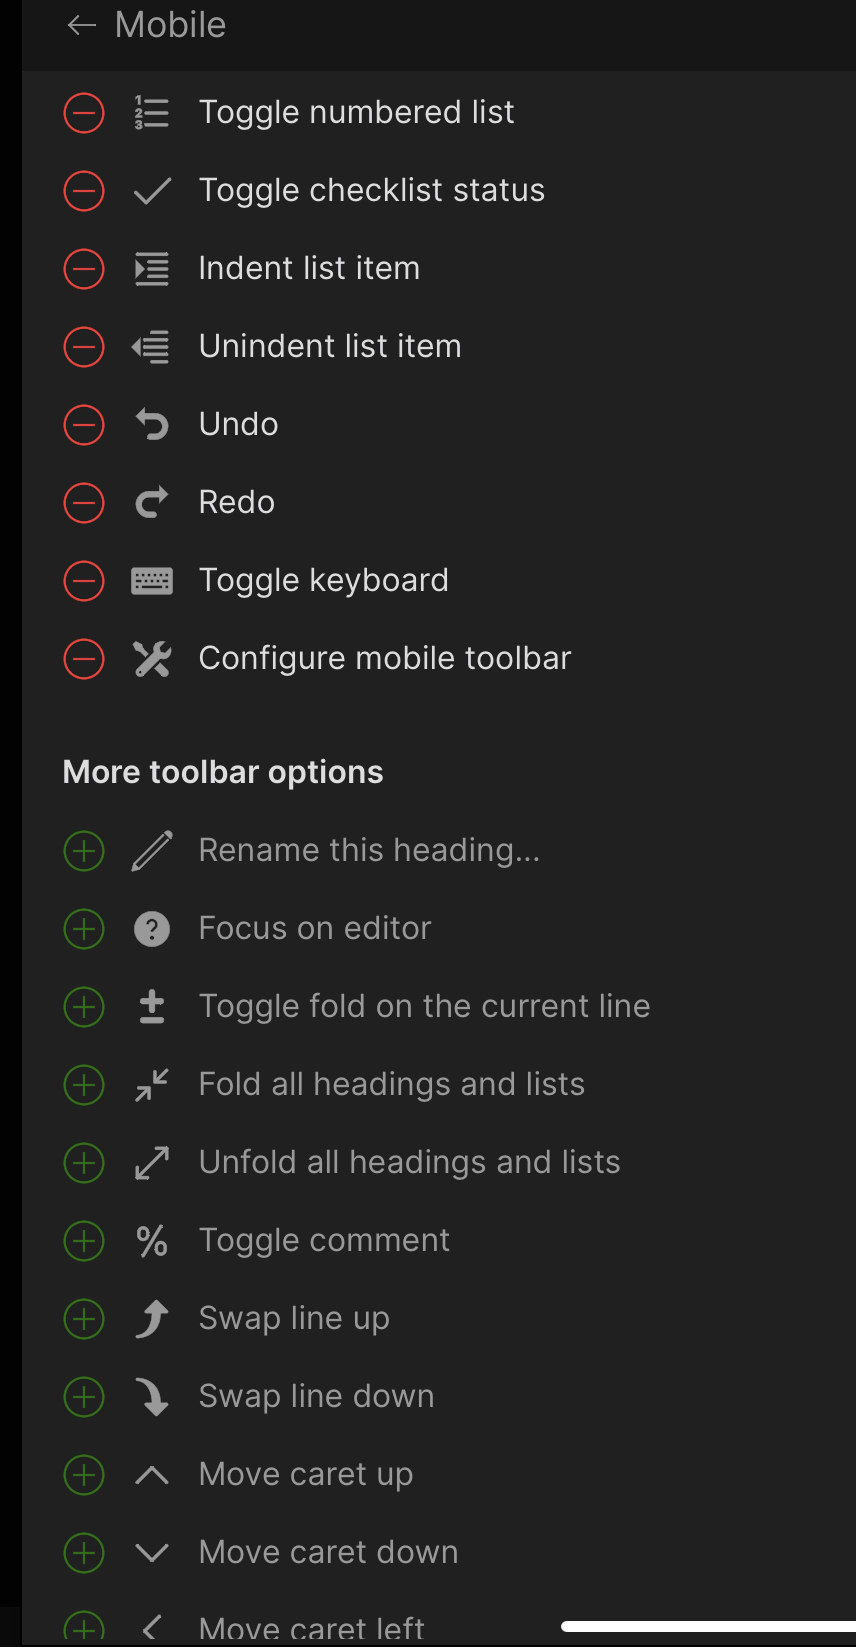 Mobile
Toggle numbered list
Toggle checklist status
Indent list item
Unindent list item
Undo
Redo
Toggle keyboard
Configure mobile toolbar
More toolbar options
Rename this heading...
Focus on editor
Toggle fold on the current line
Fold all headings and lists
Unfold all headings and lists
Toggle comment
Swap line up
Swap line down
Move caret up
Move caret down
Move caret left